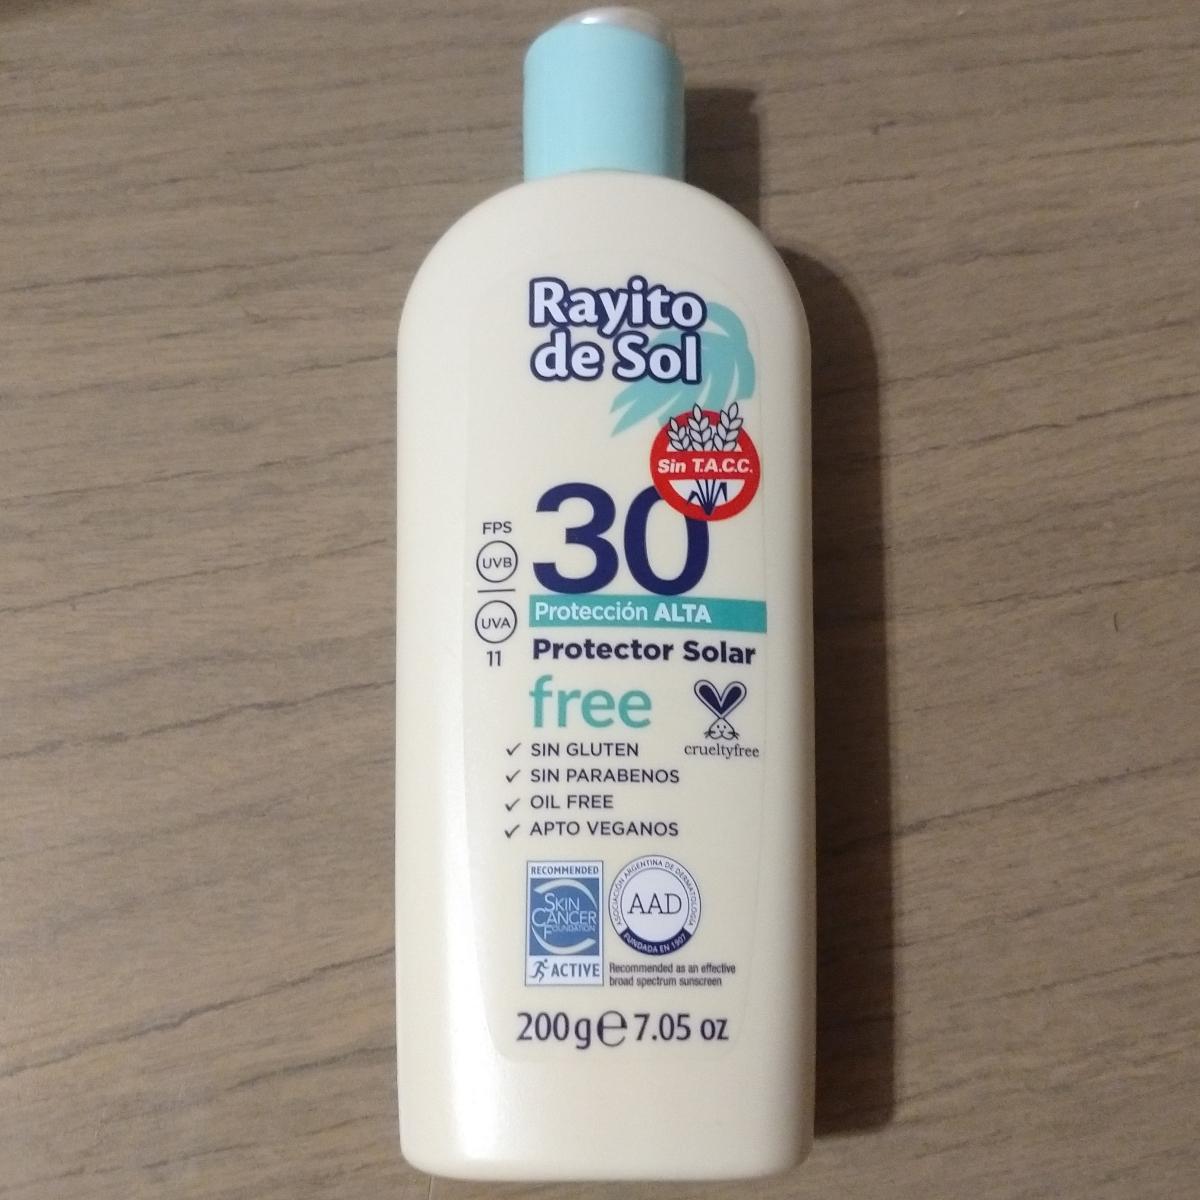 Rayito
de Sol
Sin T.A.C.C.
FPS
UVB
UVA
11
30
Protección ALTA
Protector Solar
free
crueltyfree
SIN GLUTEN
SIN PARABENOS
OIL FREE
APTO VEGANOS
RECOMMENDED
SKIN
CANCER
FOUNDATION
ACTIVE
ASOCIACIÓN ARGENTINA DE DERMATOLOGÍA
AAD
FUNDADA EN 1907
Recommended as an effective
broad spectrum sunscreen
200g℮7.05 oz